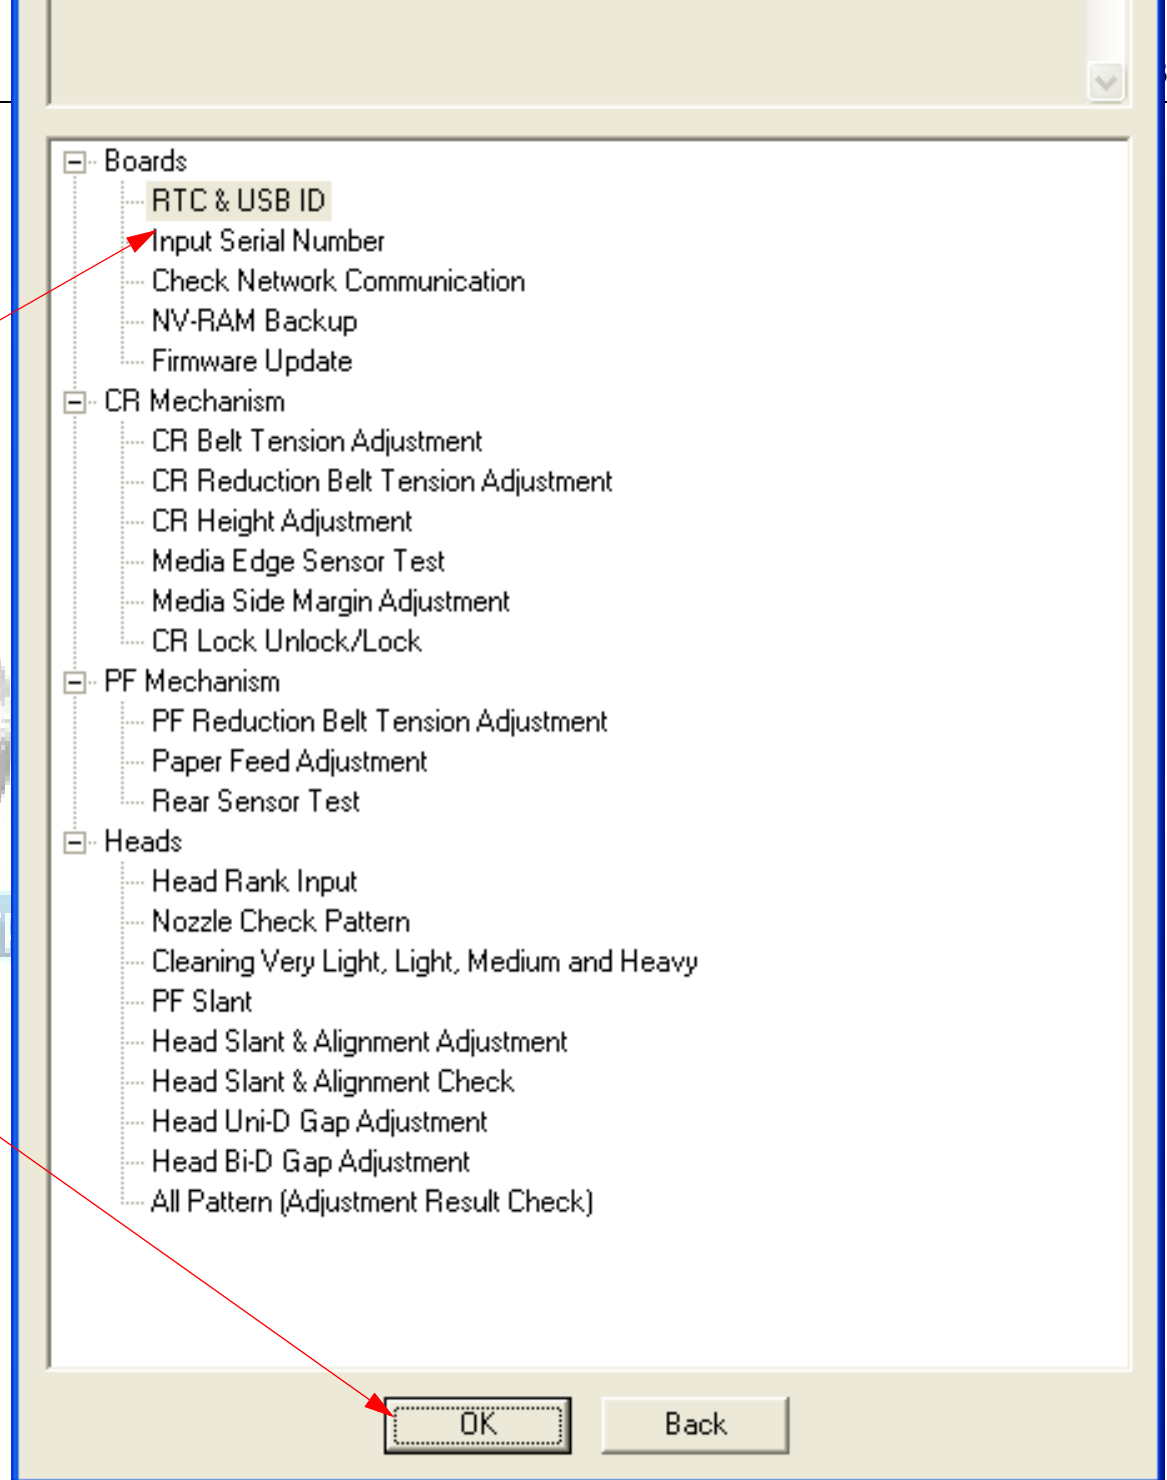 Boards
RTC & USB ID
Input Serial Number
Check Network Communication
NV-RAM Backup
Firmware Update
CR Mechanism
CR Belt Tension Adjustment
CR Reduction Belt Tension Adjustment
CR Height Adjustment
Media Edge Sensor Test
Media Side Margin Adjustment
CR Lock Unlock/Lock
PF Mechanism
PF Reduction Belt Tension Adjustment
Paper Feed Adjustment
Rear Sensor Test
Heads
Head Rank Input
Nozzle Check Pattern
Cleaning Very Light, Light, Medium and Heavy
PF Slant
Head Slant & Alignment Adjustment
Head Slant & Alignment Check
Head Uni-D Gap Adjustment
Head Bi-D Gap Adjustment
All Pattern (Adjustment Result Check)
OK Back